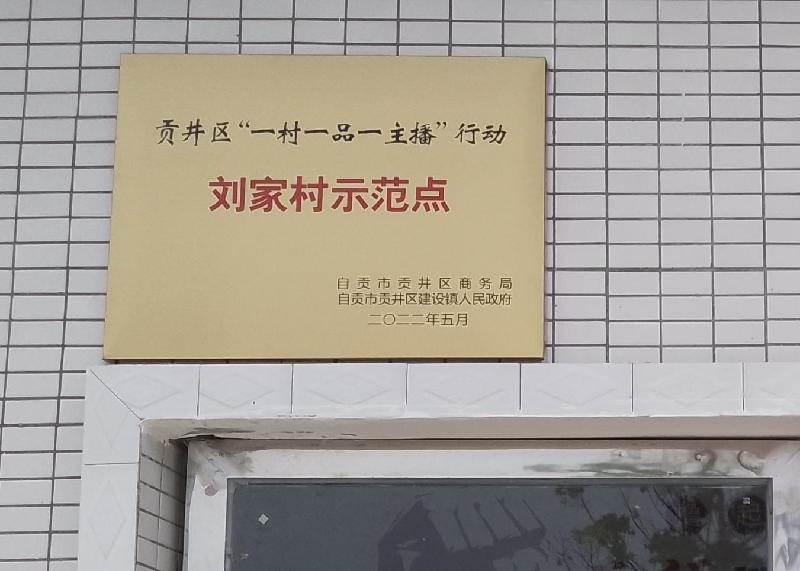 贡井区“一村一品一主播”行动
刘家村示范点
自贡市贡井区商务局
自贡市贡井区建设镇人民政府
二〇二二年五月